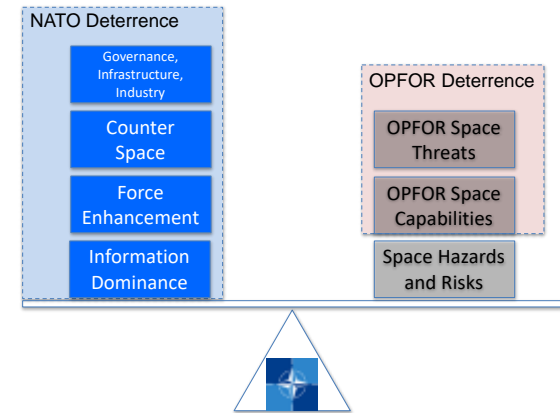 NATO Deterrence
Governance,
Infrastructure,
Industry
Counter
Space
Force
Enhancement
Information
Dominance
OPFOR Deterrence
OPFOR Space
Threats
OPFOR Space
Capabilities
Space Hazards
and Risks